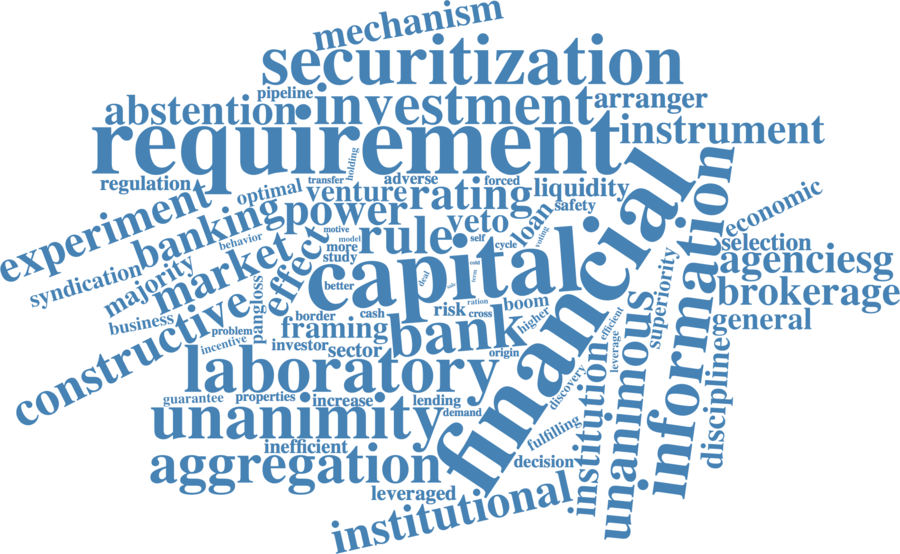 mechanism
securitization
pipeline
abstention
investment
arranger
requirement
instrument
holding
regulation
transfer
adverse
forced
optimal
venture
rating
liquidity
experiment
banking
power
veto
loan
safety
economic
behavior
motive
model
rule
self
cycle
voting
selection
syndication
majority
market
effect
more
study
capital
financial
information
agenciesg
brokerage
constructive
pangloss
better
deal
sale
term
cold
ration
risk
cross
boom
higher
efficient
superiority
business
problem
incentive
border
cash
framing
bank
general
investor
sector
origin
leverage
laboratory
discovery
institution
unanimous
discipline
guarantee
properties
increase
lending
demand
unanimity
fulfilling
inefficient
aggregation
decision
leveraged
institutional